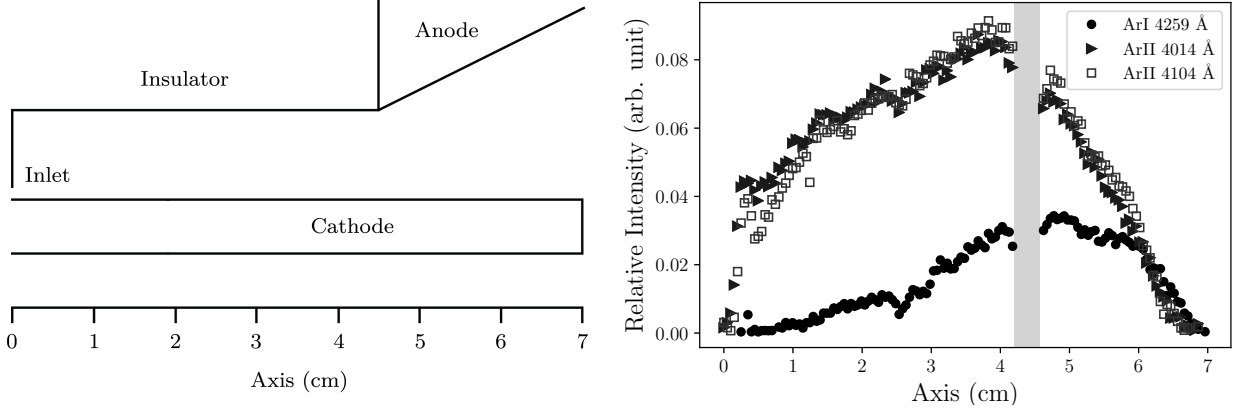 Anode
Insulator
Inlet
Cathode
0 1 2 3 4 5 6 7
Axis (cm)
Relative Intensity (arb. unit)
0.08
0.06
0.04
0.02
0.00
ArI 4259 Å
ArII 4014 Å
ArII 4104 Å
0 1 2 3 4 5 6 7
Axis (cm)